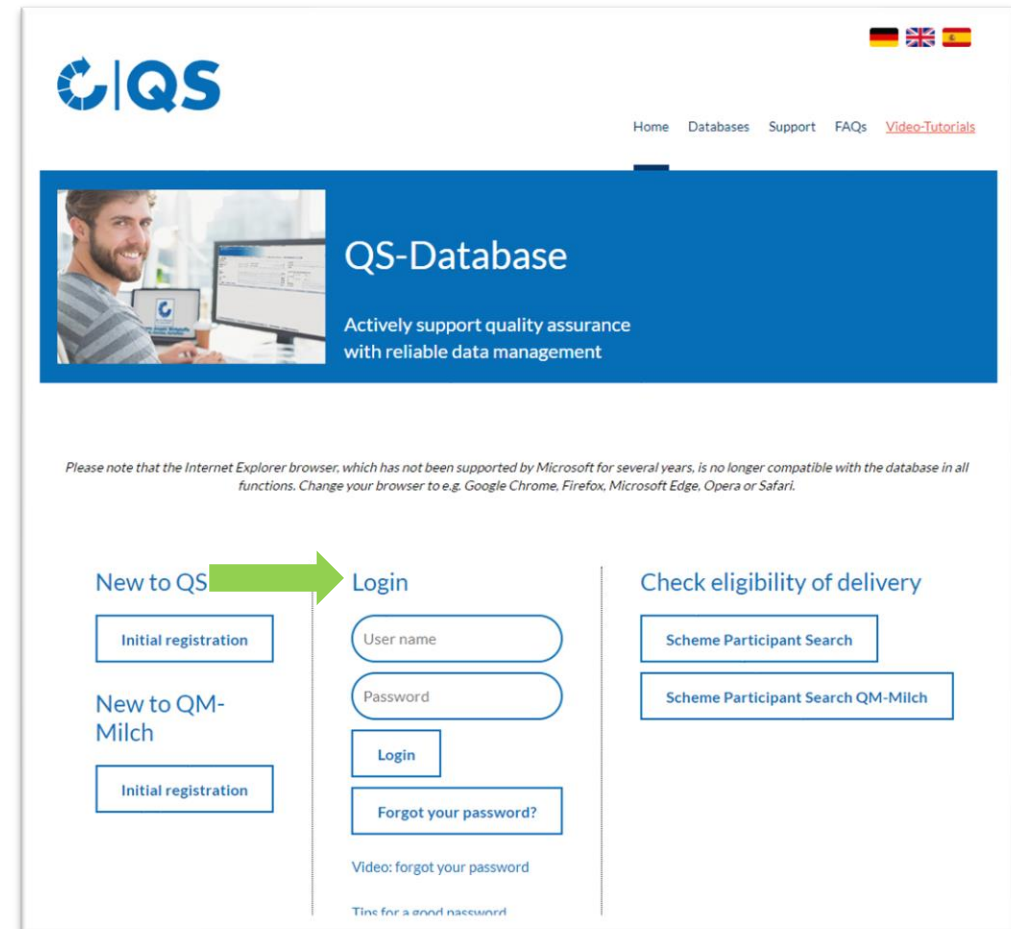 QS
Home Databases Support FAQs Video-Tutorials
QS-Database
Actively support quality assurance
with reliable data management
Please note that the Internet Explorer browser, which has not been supported by Microsoft for several years, is no longer compatible with the database in all
functions. Change your browser to e.g. Google Chrome, Firefox, Microsoft Edge, Opera or Safari.
New to QS
Initial registration
New to QM-
Milch
Initial registration
Login
User name
Password
Login
Forgot your password?
Video: forgot your password
Tips for a good password
Check eligibility of delivery
Scheme Participant Search
Scheme Participant Search QM-Milch